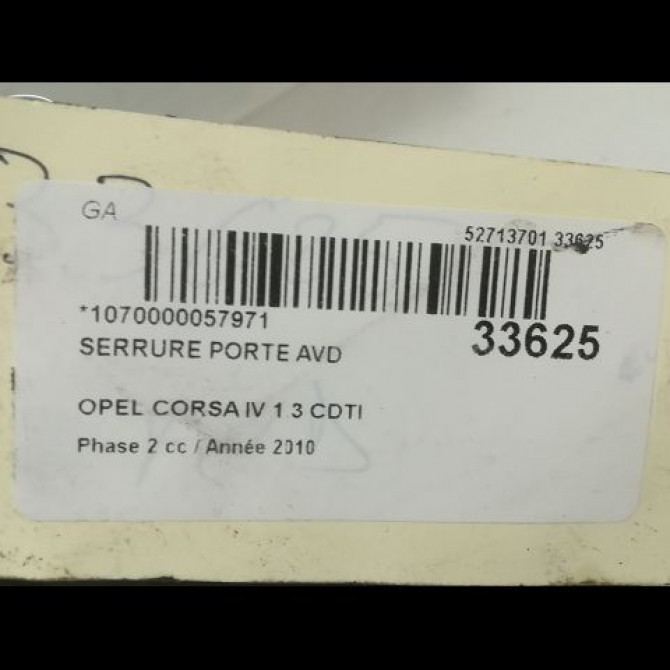 GA
52713701 33625
*1070000057971
33625
SERRURE PORTE AVD
OPEL CORSA IV 1 3 CDTI
Phase 2 cc / Année 2010